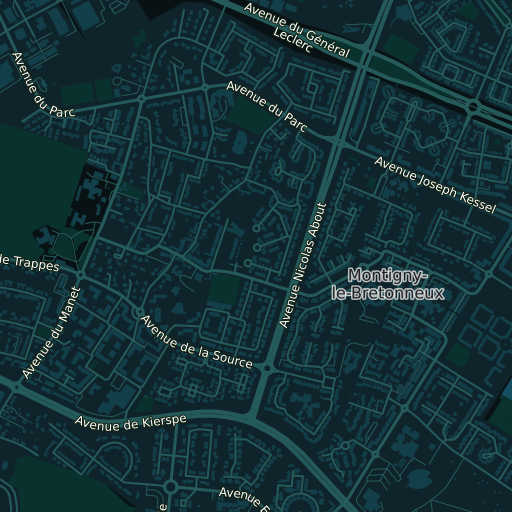 Avenue du Général
Leclerc
Avenue du Parc
Avenue du Parc
Avenue Joseph Kessel
Avenue Nicolas About
de Trappes
Montigny-
le-Bretonneux
Avenue du Manet
Avenue de la Source
Avenue de Kierspe
Avenue